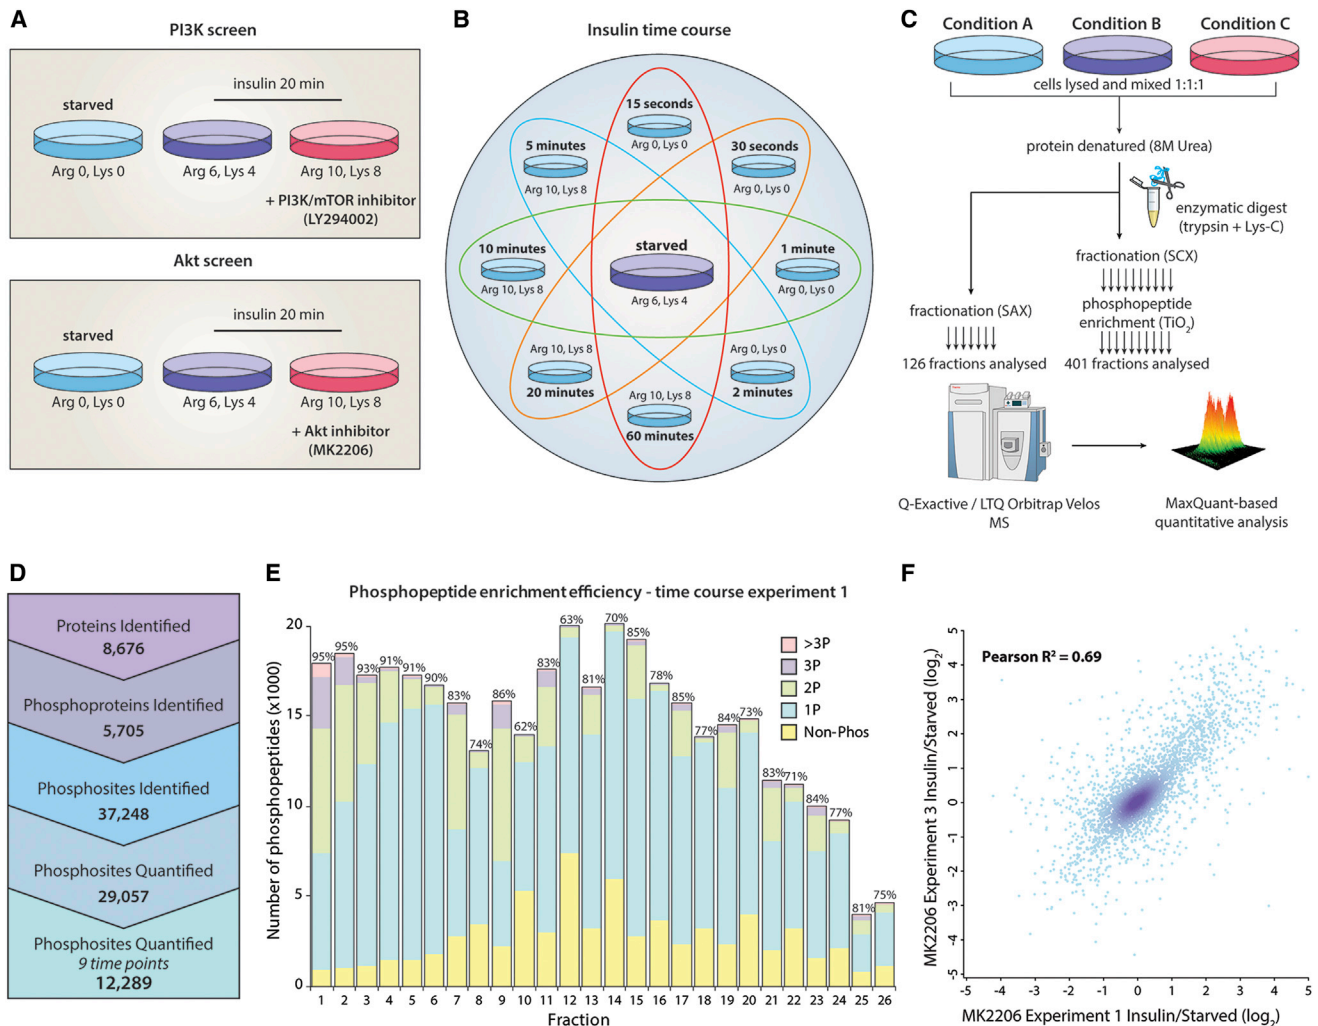 A
PI3K screen
insulin 20 min
starved
Arg 0, Lys 0
Arg 6, Lys 4
Arg 10, Lys 8
+ PI3K/mTOR inhibitor
(LY294002)
Akt screen
insulin 20 min
starved
Arg 0, Lys 0
Arg 6, Lys 4
Arg 10, Lys 8
+ Akt inhibitor
(MK2206)
B
Insulin time course
15 seconds
Arg 0, Lys 0
5 minutes
Arg 10, Lys 8
30 seconds
Arg 0, Lys 0
10 minutes
Arg 10, Lys 8
starved
Arg 6, Lys 4
1 minute
Arg 0, Lys 0
Arg 10, Lys 8
20 minutes
Arg 0, Lys 0
2 minutes
Arg 10, Lys 8
60 minutes
C
Condition A
Condition B
Condition C
cells lysed and mixed 1:1:1
protein denatured (8M Urea)
enzymatic digest
(trypsin + Lys-C)
fractionation (SCX)
phosphopeptide
enrichment (TiO2)
fractionation (SAX)
126 fractions analysed
401 fractions analysed
Q-Exactive / LTQ Orbitrap Velos
MS
MaxQuant-based
quantitative analysis
D
Proteins Identified
8,676
Phosphoproteins Identified
5,705
Phosphosites Identified
37,248
Phosphosites Quantified
29,057
Phosphosites Quantified
9 time points
12,289
E
Phosphopeptide enrichment efficiency - time course experiment 1
Number of phosphopeptides (x1000)
20
15
10
5
0
95%
95%
93%
91%
91%
90%
83%
74%
86%
62%
83%
63%
81%
70%
85%
78%
85%
77%
84%
73%
83%
71%
84%
77%
81%
75%
>3P
3P
2P
1P
Non-Phos
1 2 3 4 5 6 7 8 9 10 11 12 13 14 15 16 17 18 19 20 21 22 23 24 25 26
Fraction
F
Pearson R² = 0.69
MK2206 Experiment 3 Insulin/Starved (log2)
5
4
3
2
1
0
-1
-2
-3
-4
-5
-5 -4 -3 -2 -1 0 1 2 3 4 5
MK2206 Experiment 1 Insulin/Starved (log2)